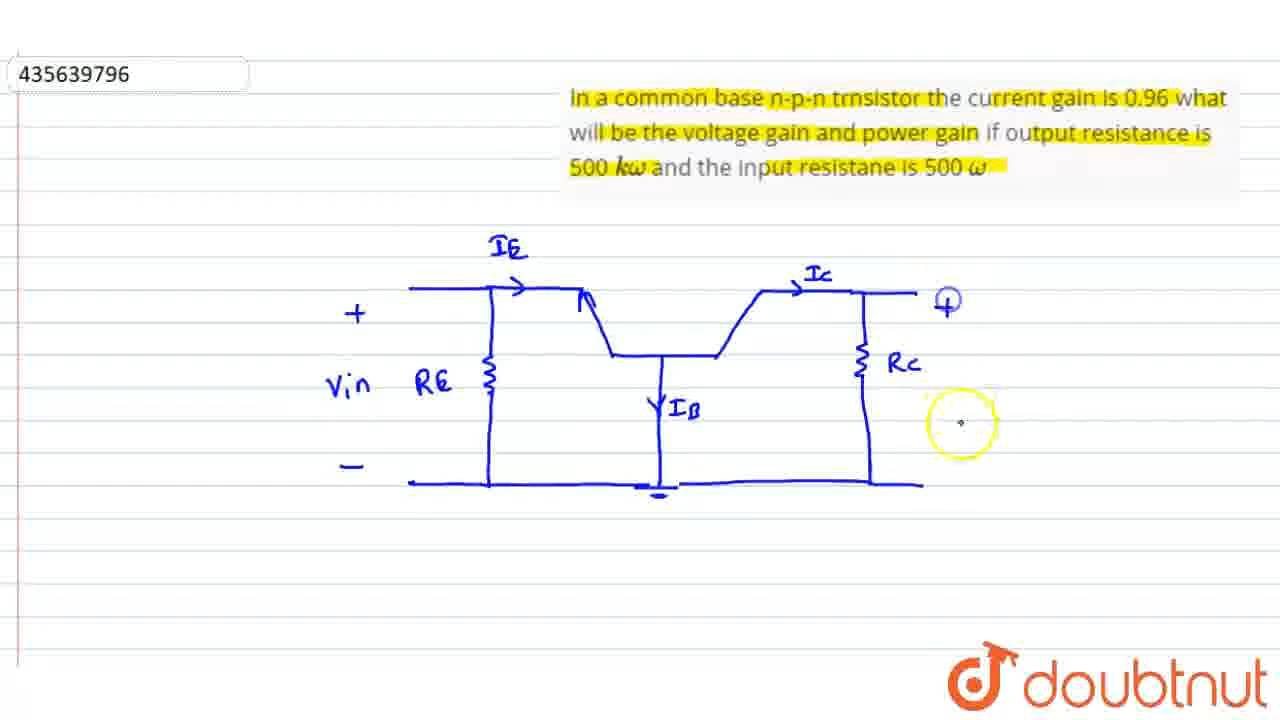 435639796
In a common base n-p-n trnsistor the current gain is 0.96 what
will be the voltage gain and power gain if output resistance is
500 kω and the input resistane is 500 ω
IE
IC
+
+
Vin
RE
RC
IB
−
doubtnut